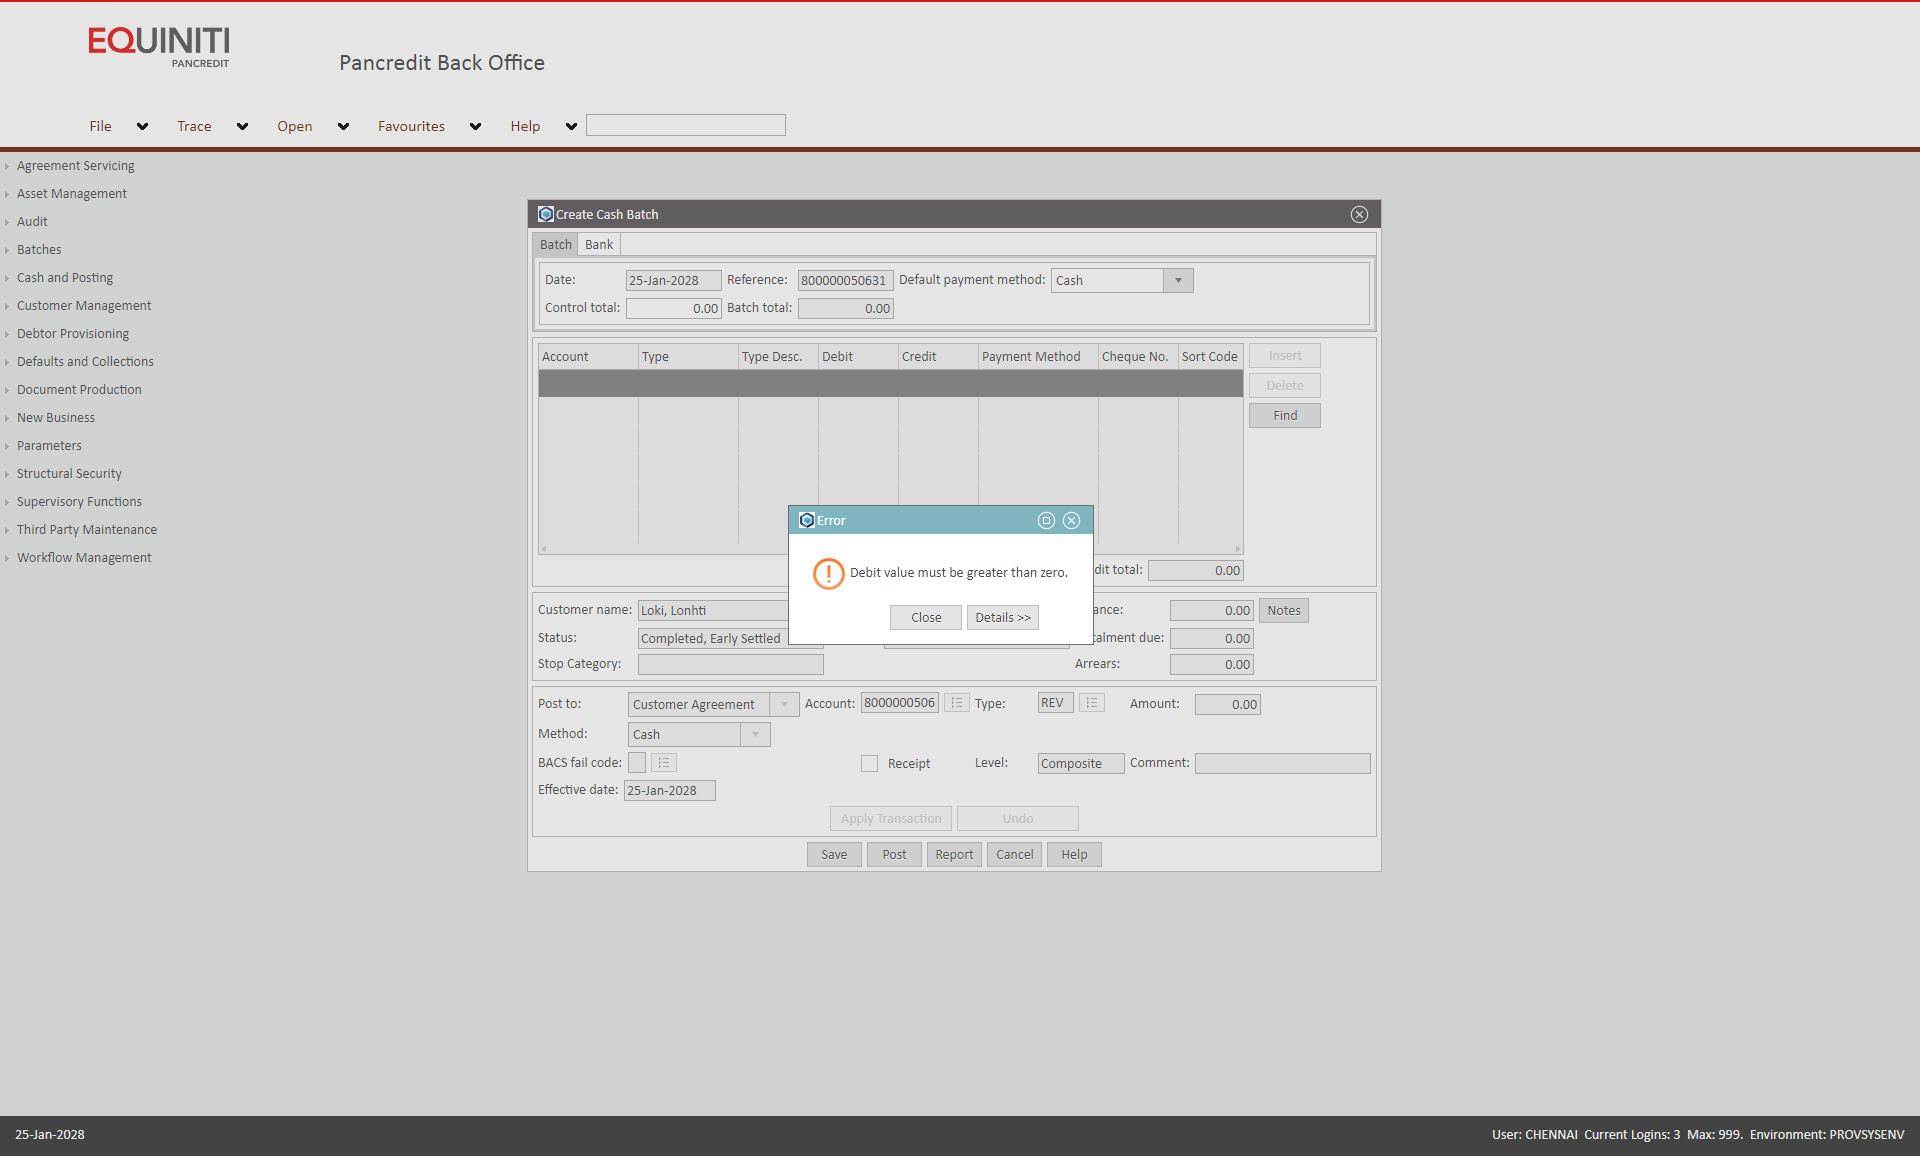 EQUINITI
PANCREDIT
Pancredit Back Office
File Trace Open Favourites Help
Agreement Servicing
Asset Management
Audit
Batches
Cash and Posting
Customer Management
Debtor Provisioning
Defaults and Collections
Document Production
New Business
Parameters
Structural Security
Supervisory Functions
Third Party Maintenance
Workflow Management
Create Cash Batch
Batch Bank
Date: 25-Jan-2028 Reference: 800000050631 Default payment method: Cash
Control total: 0.00 Batch total: 0.00
Account Type Type Desc. Debit Credit Payment Method Cheque No. Sort Code
Insert
Delete
Find
Error
Debit value must be greater than zero.
Close Details >>
dit total: 0.00
Customer name: Loki, Lonhti ance: 0.00 Notes
Status: Completed, Early Settled alment due: 0.00
Stop Category: Arrears: 0.00
Post to: Customer Agreement Account: 8000000506 Type: REV Amount: 0.00
Method: Cash
BACS fail code: Receipt Level: Composite Comment:
Effective date: 25-Jan-2028
Apply Transaction Undo
Save Post Report Cancel Help
25-Jan-2028 User: CHENNAI Current Logins: 3 Max: 999. Environment: PROVSYSENV